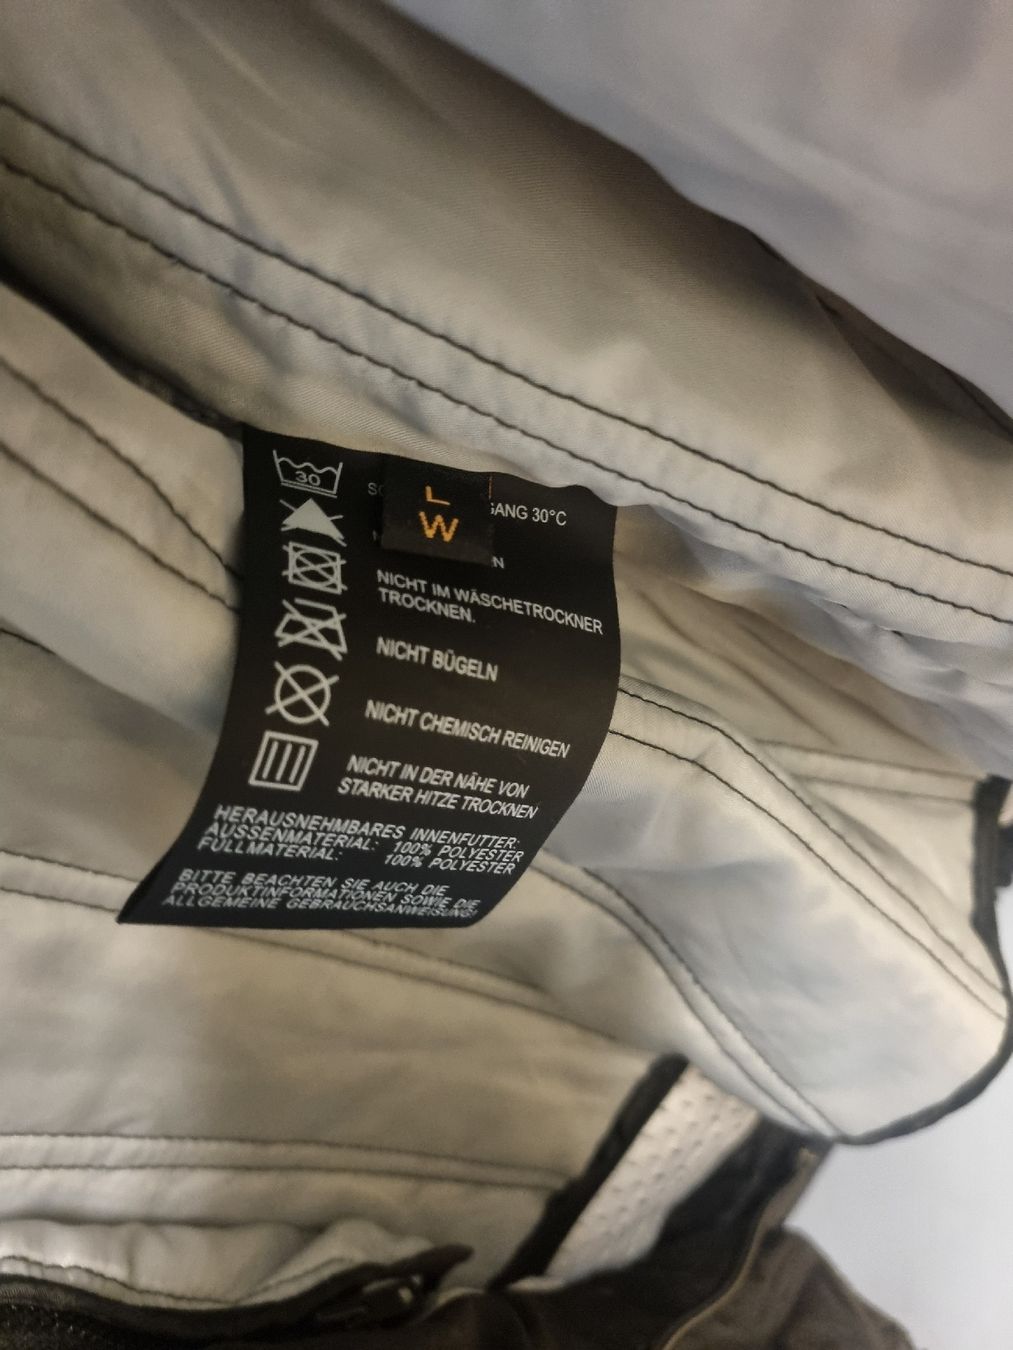 30
L
W
GANG 30°C
NICHT IM WÄSCHETROCKNER
TROCKNEN.
NICHT BÜGELN
NICHT CHEMISCH REINIGEN
NICHT IN DER NÄHE VON
STARKER HITZE TROCKNEN
HERAUSNEHMBARES INNENFUTTER:
AUSSENMATERIAL: 100% POLYESTER
FÜLLMATERIAL: 100% POLYESTER
BITTE BEACHTEN SIE AUCH DIE
PRODUKTINFORMATIONEN SOWIE DIE
ALLGEMEINE GEBRAUCHSANWEISUNG!